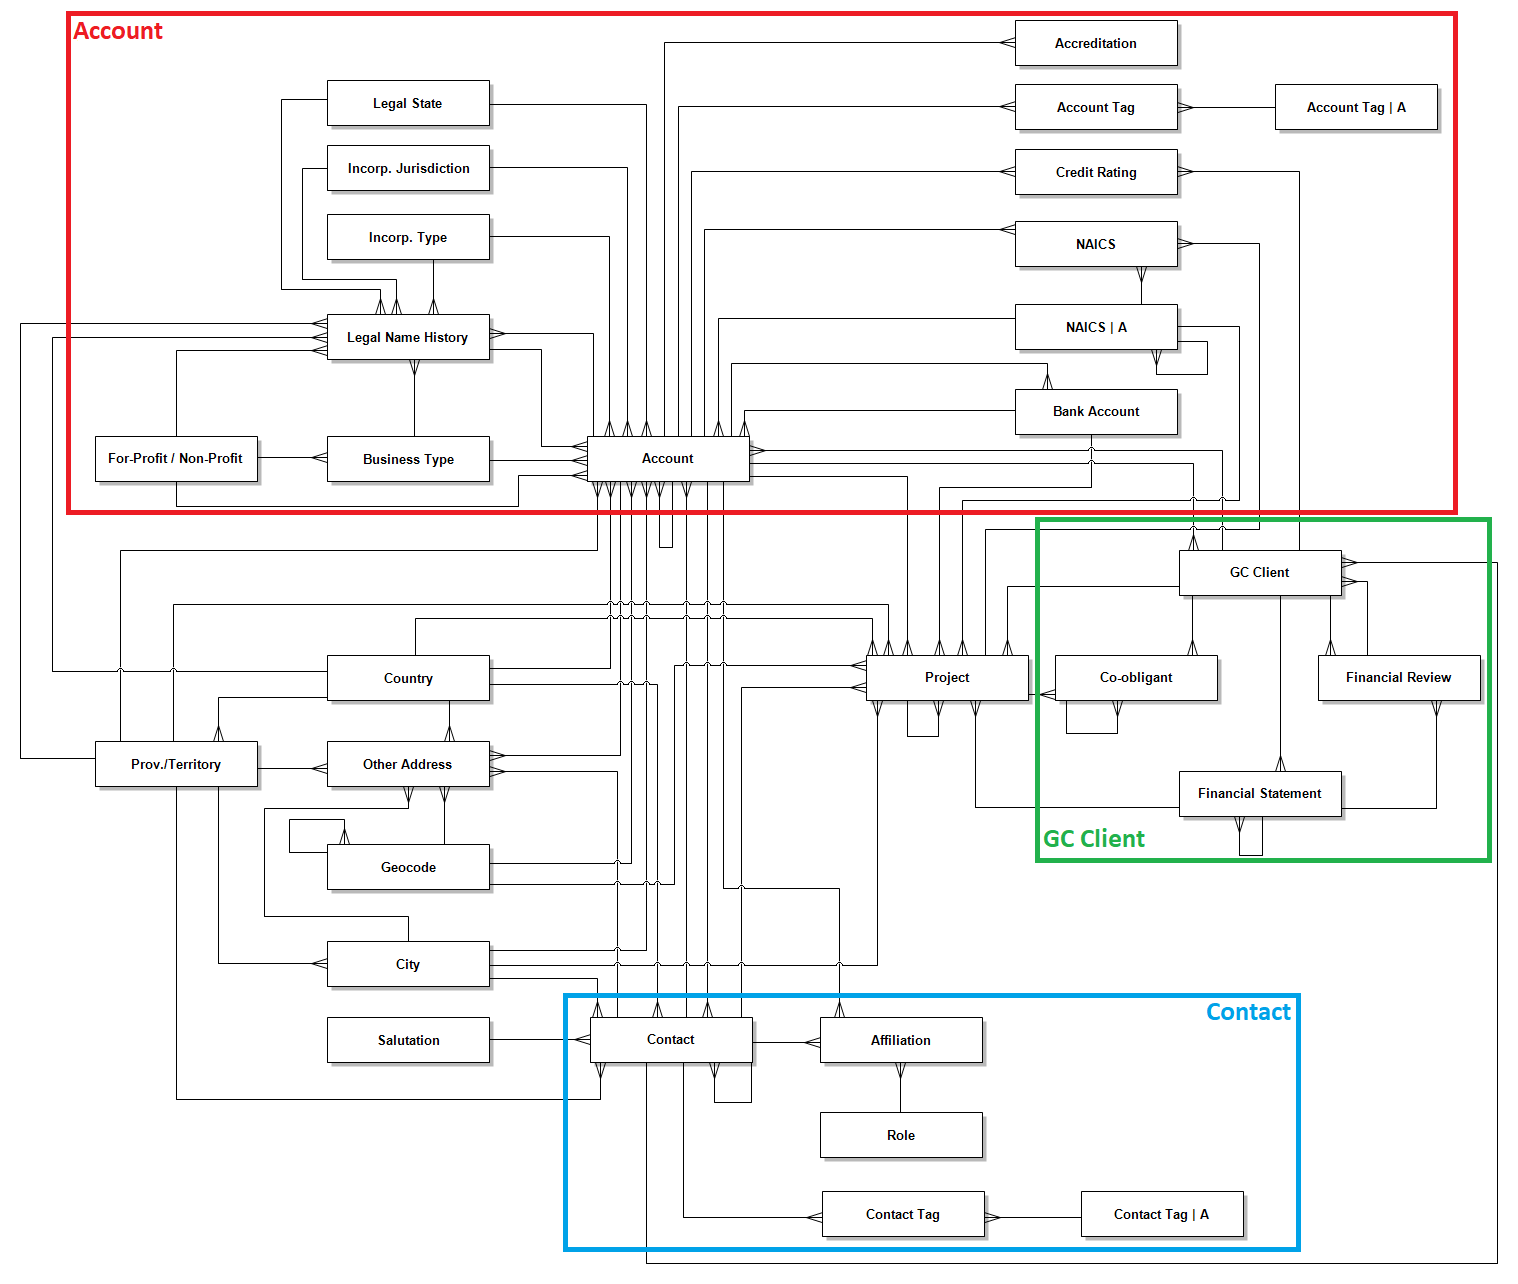 Account
Accreditation
Legal State
Account Tag
Account Tag | A
Incorp. Jurisdiction
Credit Rating
Incorp. Type
NAICS
Legal Name History
NAICS | A
Bank Account
For-Profit / Non-Profit
Business Type
Account
GC Client
Country
Project
Co-obligant
Financial Review
Prov./Territory
Other Address
Financial Statement
GC Client
Geocode
City
Contact
Salutation
Contact
Affiliation
Role
Contact Tag
Contact Tag | A